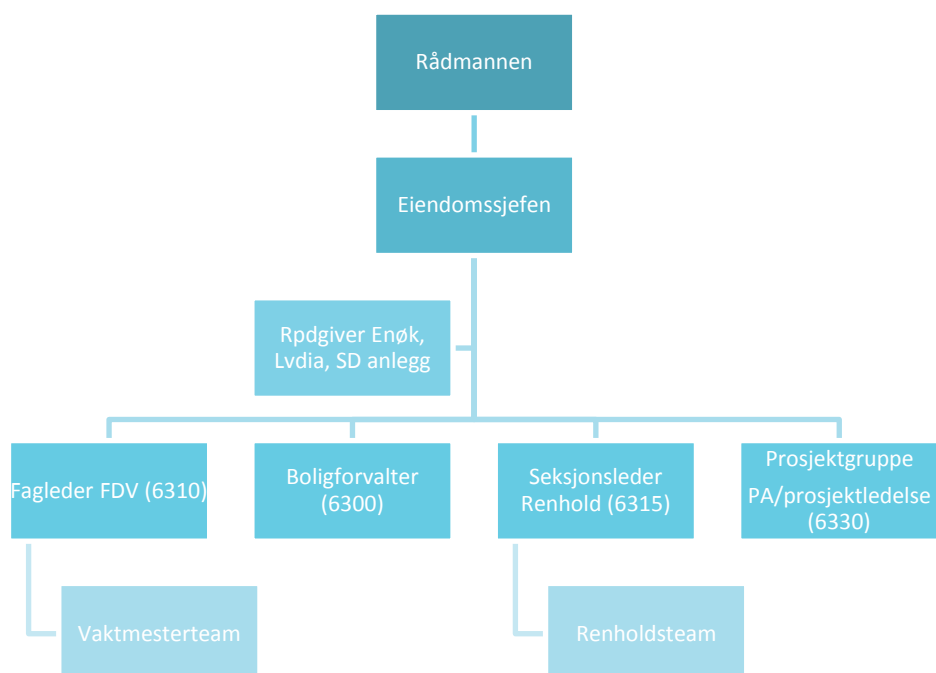 Rådmannen
Eiendomssjefen
Rpdgiver Enøk,
Lvdia, SD anlegg
Fagleder FDV (6310)
Boligforvalter
(6300)
Seksjonsleder
Renhold (6315)
Prosjektgruppe
PA/prosjektledelse
(6330)
Vaktmesterteam
Renholdsteam